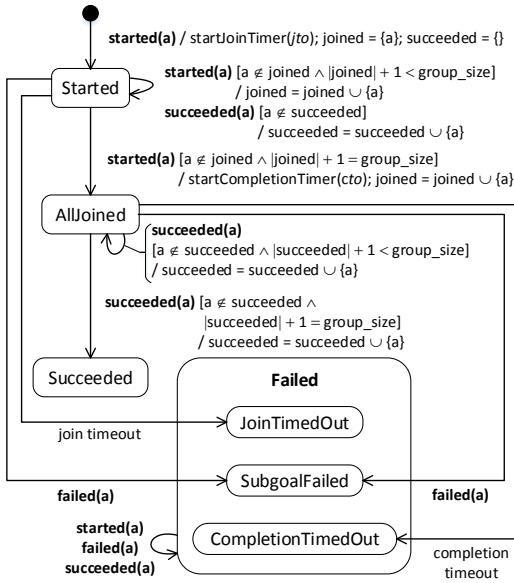 started(a) / startJoinTimer(jto); joined = {a}; succeeded = {}
Started
started(a) [a ∉ joined ∧ |joined| + 1 < group_size]
/ joined = joined ∪ {a}
succeeded(a) [a ∉ succeeded]
/ succeeded = succeeded ∪ {a}
started(a) [a ∉ joined ∧ |joined| + 1 = group_size]
/ startCompletionTimer(cto); joined = joined ∪ {a}
AllJoined
succeeded(a)
[a ∉ succeeded ∧ |succeeded| + 1 < group_size]
/ succeeded = succeeded ∪ {a}
succeeded(a) [a ∉ succeeded ∧
|succeeded| + 1 = group_size]
/ succeeded = succeeded ∪ {a}
Succeeded
Failed
JoinTimedOut
join timeout
SubgoalFailed
failed(a)
failed(a)
started(a)
failed(a)
succeeded(a)
CompletionTimedOut
completion
timeout